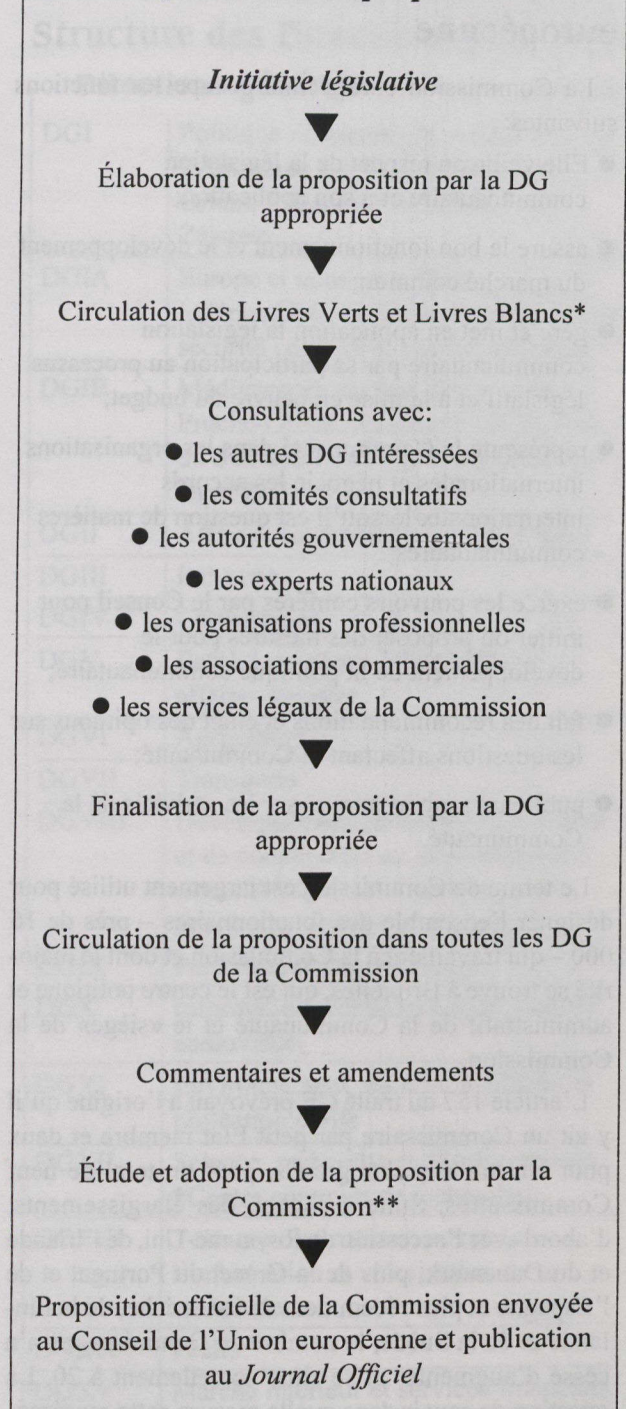 Initiative législative
▼
Élaboration de la proposition par la DG
appropriée
▼
Circulation des Livres Verts et Livres Blancs*
▼
Consultations avec:
● les autres DG intéressées
● les comités consultatifs
● les autorités gouvernementales
● les experts nationaux
● les organisations professionnelles
● les associations commerciales
● les services légaux de la Commission
▼
Finalisation de la proposition par la DG
appropriée
▼
Circulation de la proposition dans toutes les DG
de la Commission
▼
Commentaires et amendements
▼
Étude et adoption de la proposition par la
Commission**
▼
Proposition officielle de la Commission envoyée
au Conseil de l'Union européenne et publication
au Journal Officiel